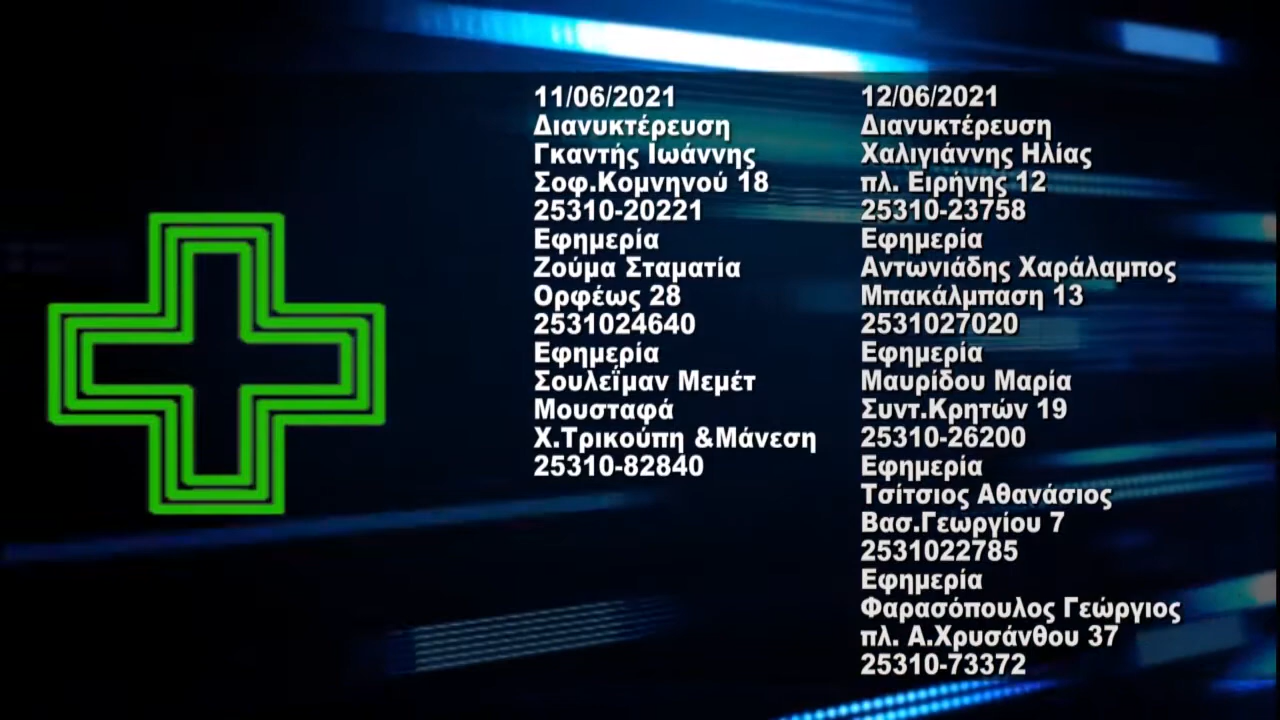 11/06/2021
Διανυκτέρευση
Γκαντής Ιωάννης
Σοφ.Κομνηνού 18
25310-20221
Εφημερία
Ζούμα Σταματία
Ορφέως 28
2531024640
Εφημερία
Σουλεϊμαν Μεμέτ
Μουσταφά
Χ.Τρικούπη &Μάνεση
25310-82840
12/06/2021
Διανυκτέρευση
Χαλιγιάννης Ηλίας
πλ. Ειρήνης 12
25310-23758
Εφημερία
Αντωνιάδης Χαράλαμπος
Μπακάλμπαση 13
2531027020
Εφημερία
Μαυρίδου Μαρία
Συντ.Κρητών 19
25310-26200
Εφημερία
Τσίτσιος Αθανάσιος
Βασ.Γεωργίου 7
2531022785
Εφημερία
Φαρασόπουλος Γεώργιος
πλ. Α.Χρυσάνθου 37
25310-73372